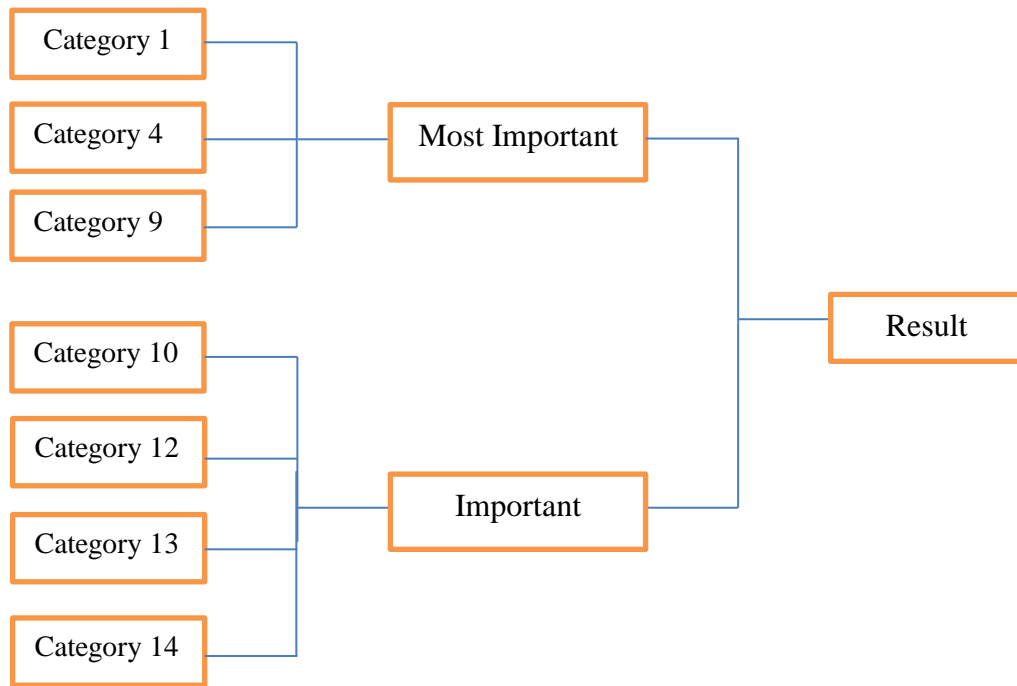 Category 1
Category 4
Category 9
Most Important
Category 10
Category 12
Category 13
Category 14
Important
Result